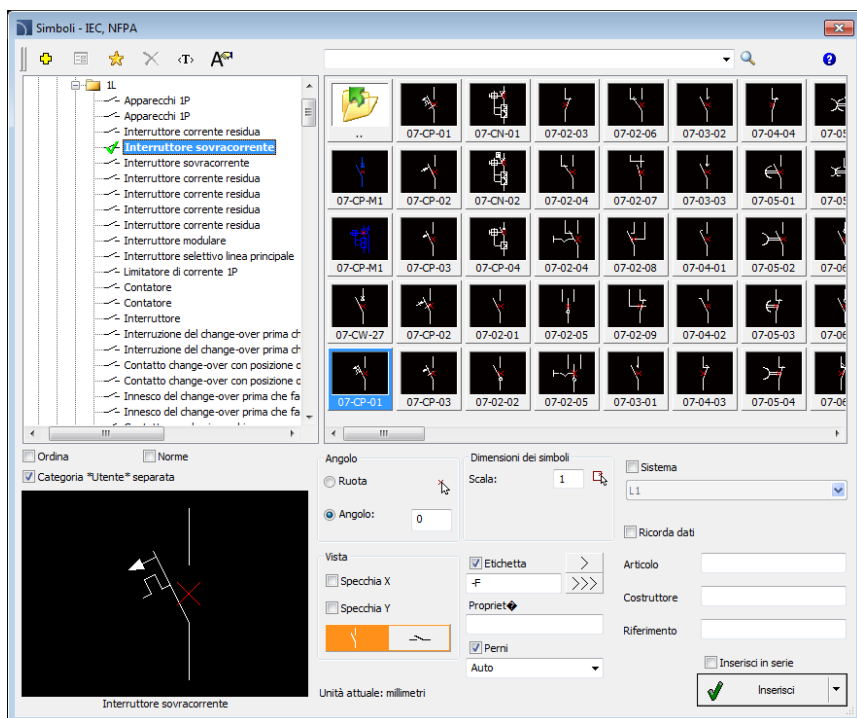 Simboli - IEC, NFPA
<T>
A
?
1L
Apparecchi 1P
Apparecchi 1P
Interruttore corrente residua
Interruttore sovracorrente
Interruttore sovracorrente
Interruttore corrente residua
Interruttore corrente residua
Interruttore corrente residua
Interruttore corrente residua
Interruttore modulare
Interruttore selettivo linea principale
Limitatore di corrente 1P
Contatore
Contatore
Interruttore
Interruzione del change-over prima ch
Interruzione del change-over prima ch
Contatto change-over con posizione c
Contatto change-over con posizione c
Innesco del change-over prima che fa
Innesco del change-over prima che fa
.. 07-CP-01 07-CN-01 07-02-03 07-02-06 07-03-02 07-04-04 07-05
07-CP-M1 07-CP-02 07-CN-02 07-02-04 07-02-07 07-03-03 07-05-01 07-05
07-CP-M1 07-CP-03 07-CP-04 07-02-04 07-02-08 07-04-01 07-05-02 07-06
07-CW-27 07-CP-02 07-02-01 07-02-05 07-02-09 07-04-02 07-05-03 07-06
07-CP-01 07-CP-03 07-02-02 07-02-05 07-03-01 07-04-03 07-05-04 07-06
Ordina Norme
Categoria *Utente* separata
Interruttore sovracorrente
Angolo
Ruota
Angolo: 0
Vista
Specchia X
Specchia Y
Unità attuale: millimetri
Dimensioni dei simboli
Scala: 1
Etichetta >
-F >>>
Propriet�
Perni
Auto
Sistema
L1
Ricorda dati
Articolo
Costruttore
Riferimento
Inserisci in serie
Inserisci